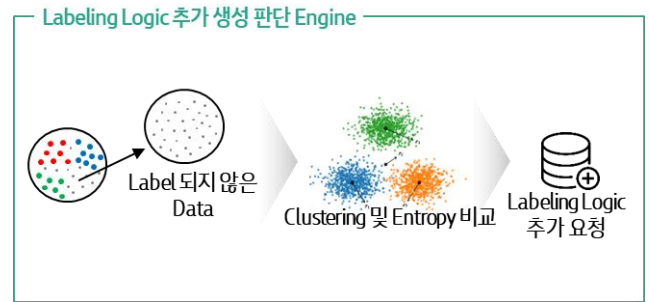 Labeling Logic 추가 생성 판단 Engine
Label 되지 않은
Data
Clustering 및 Entropy 비교
Labeling Logic
추가 요청